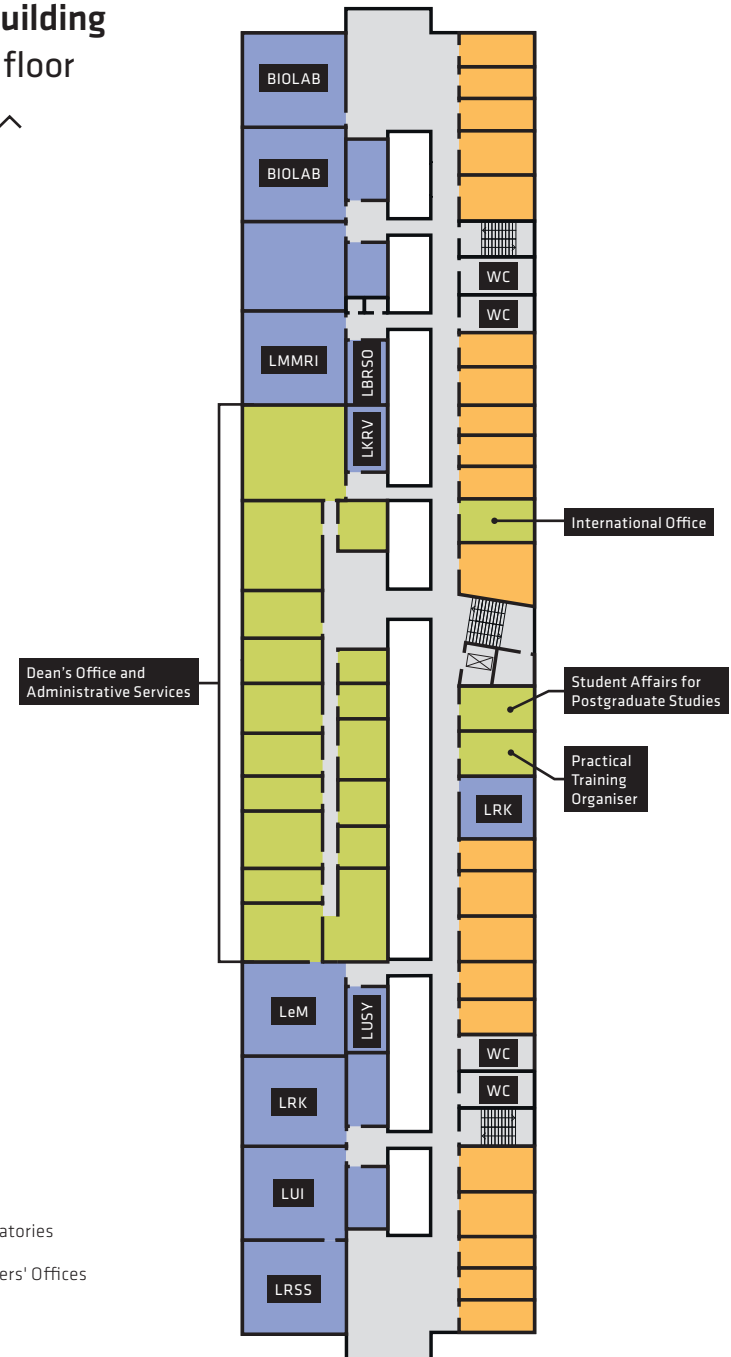 uilding
floor
BIOLAB
BIOLAB
WC
WC
LMMRI
LBRSO
LKRV
International Office
Dean's Office and
Administrative Services
Student Affairs for
Postgraduate Studies
Practical
Training
Organiser
LRK
LeM
LUSY
WC
LRK
WC
LUI
atories
ers' Offices
LRSS